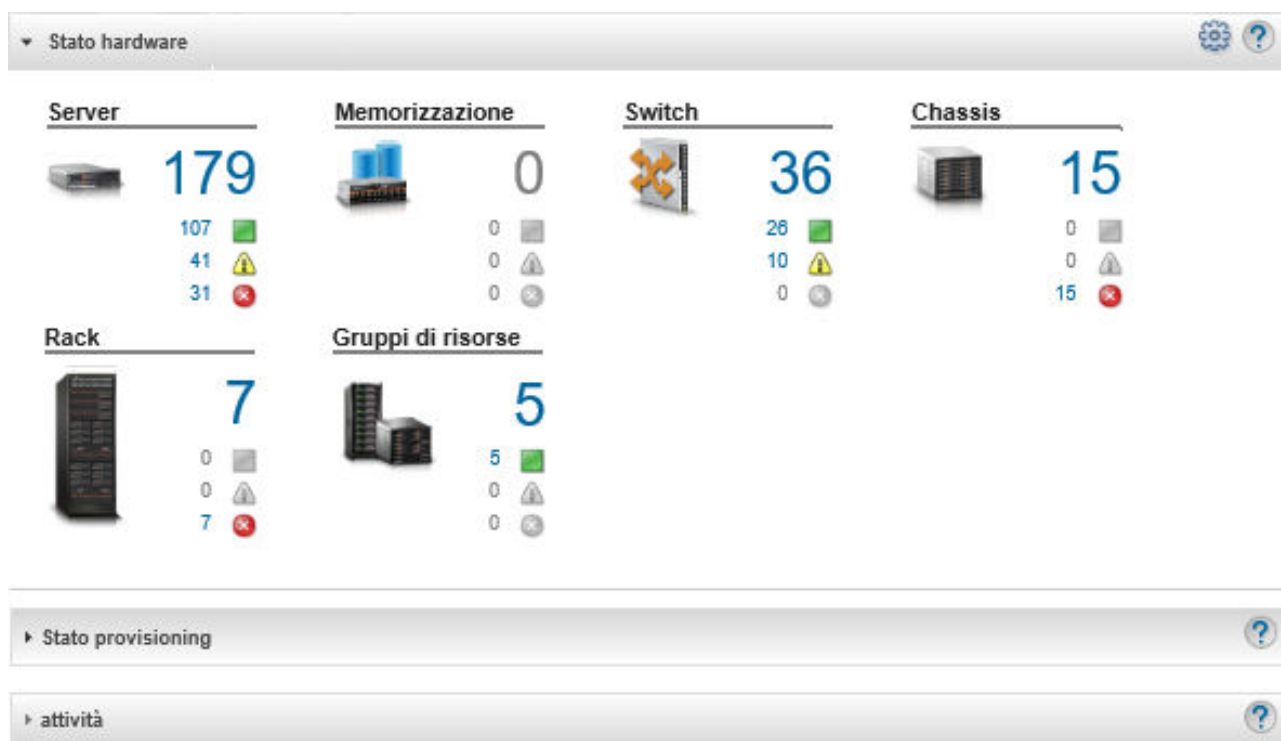 Stato hardware
Server
179
107
41
31
Memorizzazione
0
0
0
0
Switch
36
26
10
0
Chassis
15
0
0
15
Rack
7
0
0
7
Gruppi di risorse
5
5
0
0
Stato provisioning
attività